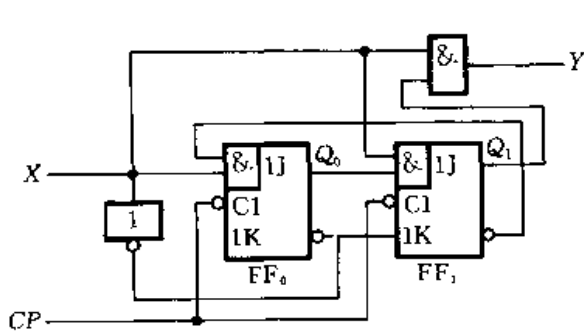 & Y
Q₀ Q₁
X & 1J & 1J
C1 C1
1 1K 1K
FF₀ FF₁
CP